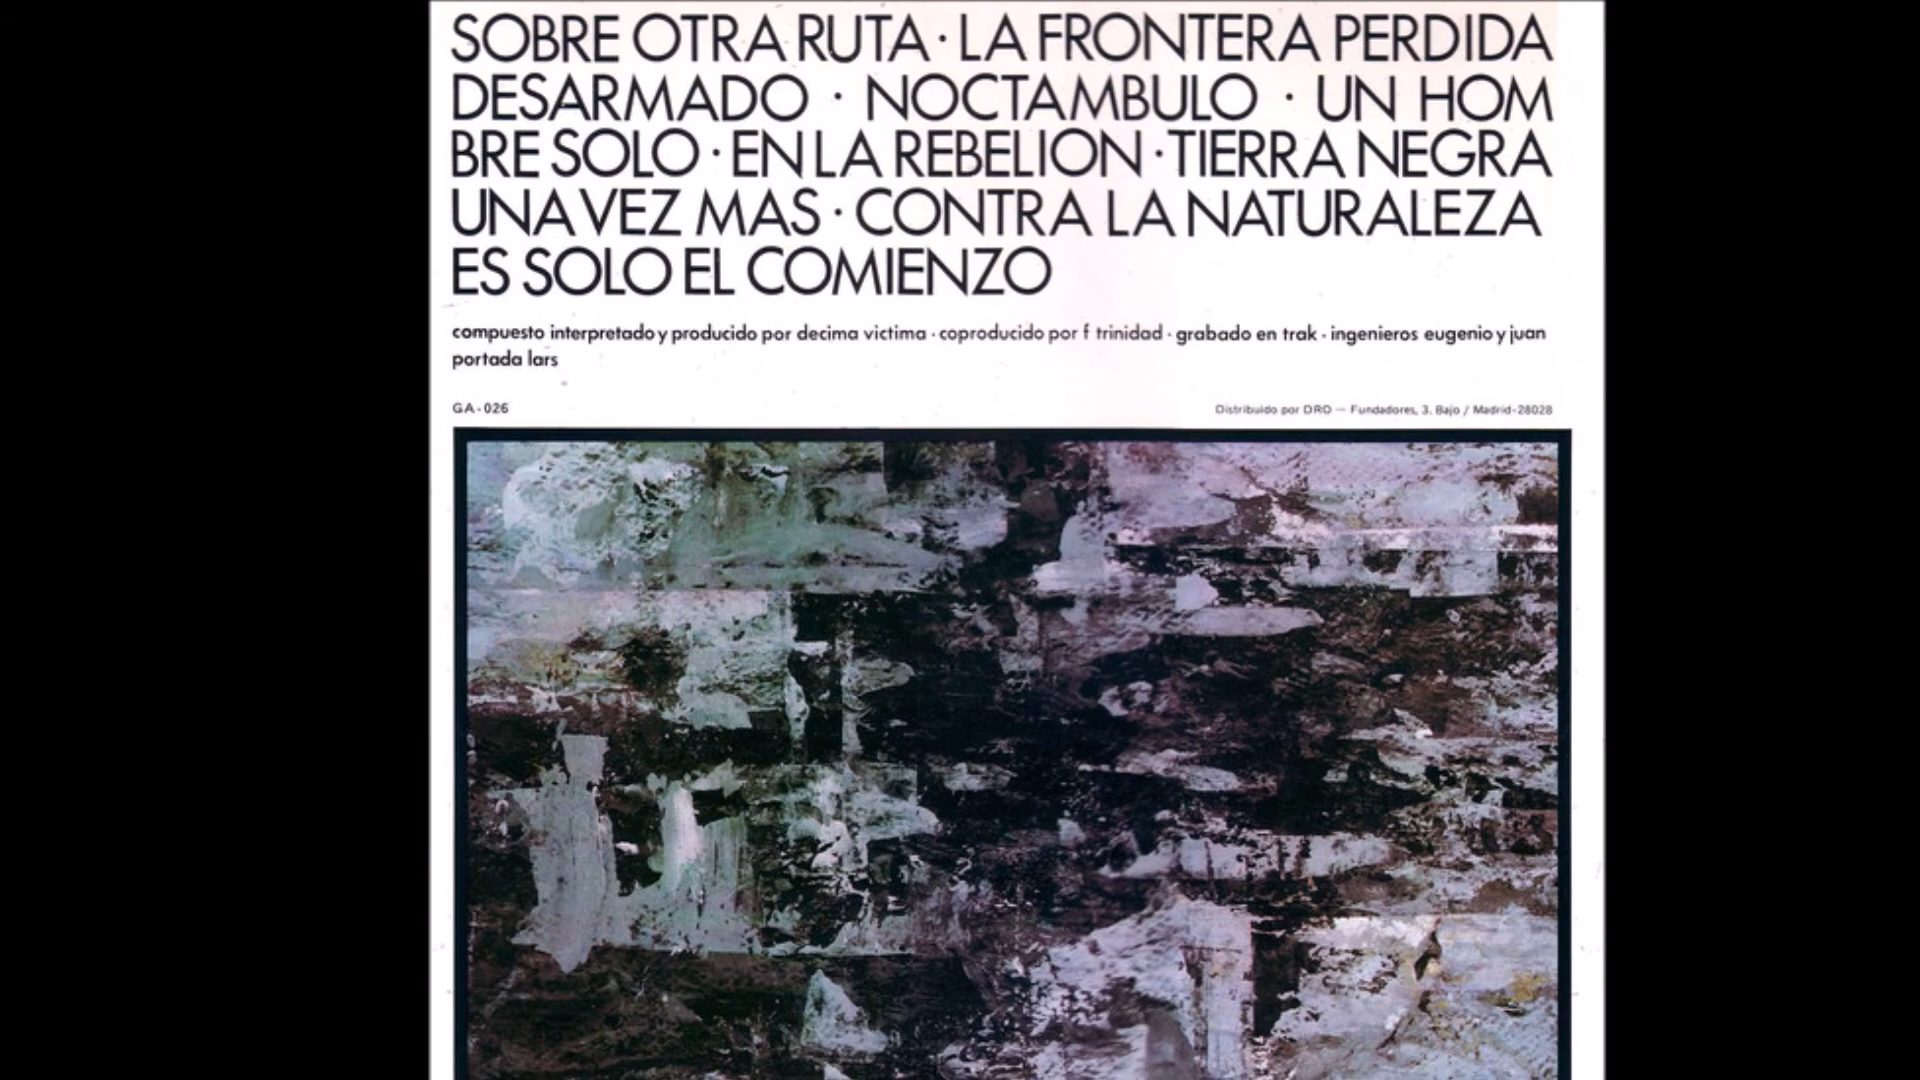 SOBRE OTRA RUTA · LA FRONTERA PERDIDA
DESARMADO · NOCTAMBULO · UN HOM
BRE SOLO · EN LA REBELION · TIERRA NEGRA
UNA VEZ MAS · CONTRA LA NATURALEZA
ES SOLO EL COMIENZO
compuesto interpretado y producido por decima victima · coproducido por f trinidad · grabado en trak · ingenieros eugenio y juan
portada lars
GA-026
Distribuido por DRO — Fundadores, 3. Bajo / Madrid-28028